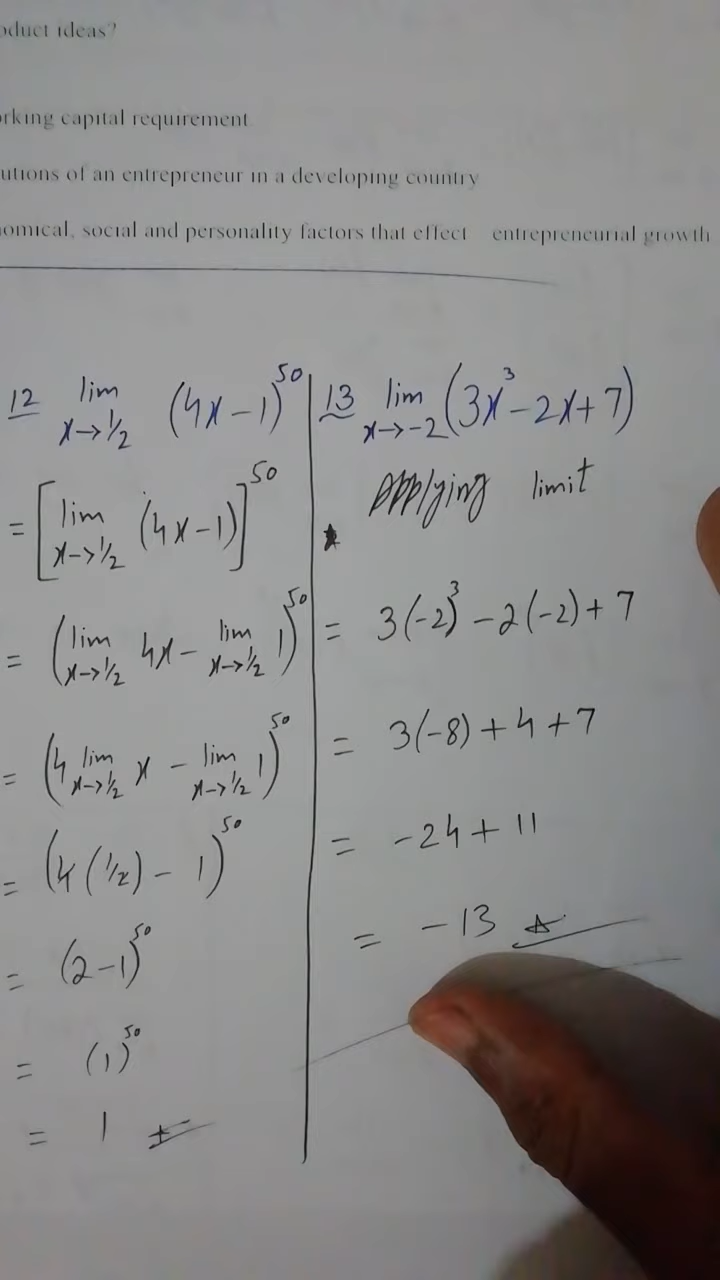 oduct ideas?
orking capital requirement
utions of an entrepreneur in a developing country
nomical, social and personality factors that effect entrepreneurial growth
12 lim x→1/2 (4x-1)^50
= [lim x→1/2 (4x-1)]^50
= (lim x→1/2 4x - lim x→1/2 1)^50
= (4 lim x→1/2 x - lim x→1/2 1)^50
= (4(1/2) - 1)^50
= (2-1)^50
= (1)^50
= 1
13 lim x→-2 (3x^3 - 2x + 7)
Applying limit
= 3(-2)^3 - 2(-2) + 7
= 3(-8) + 4 + 7
= -24 + 11
= -13